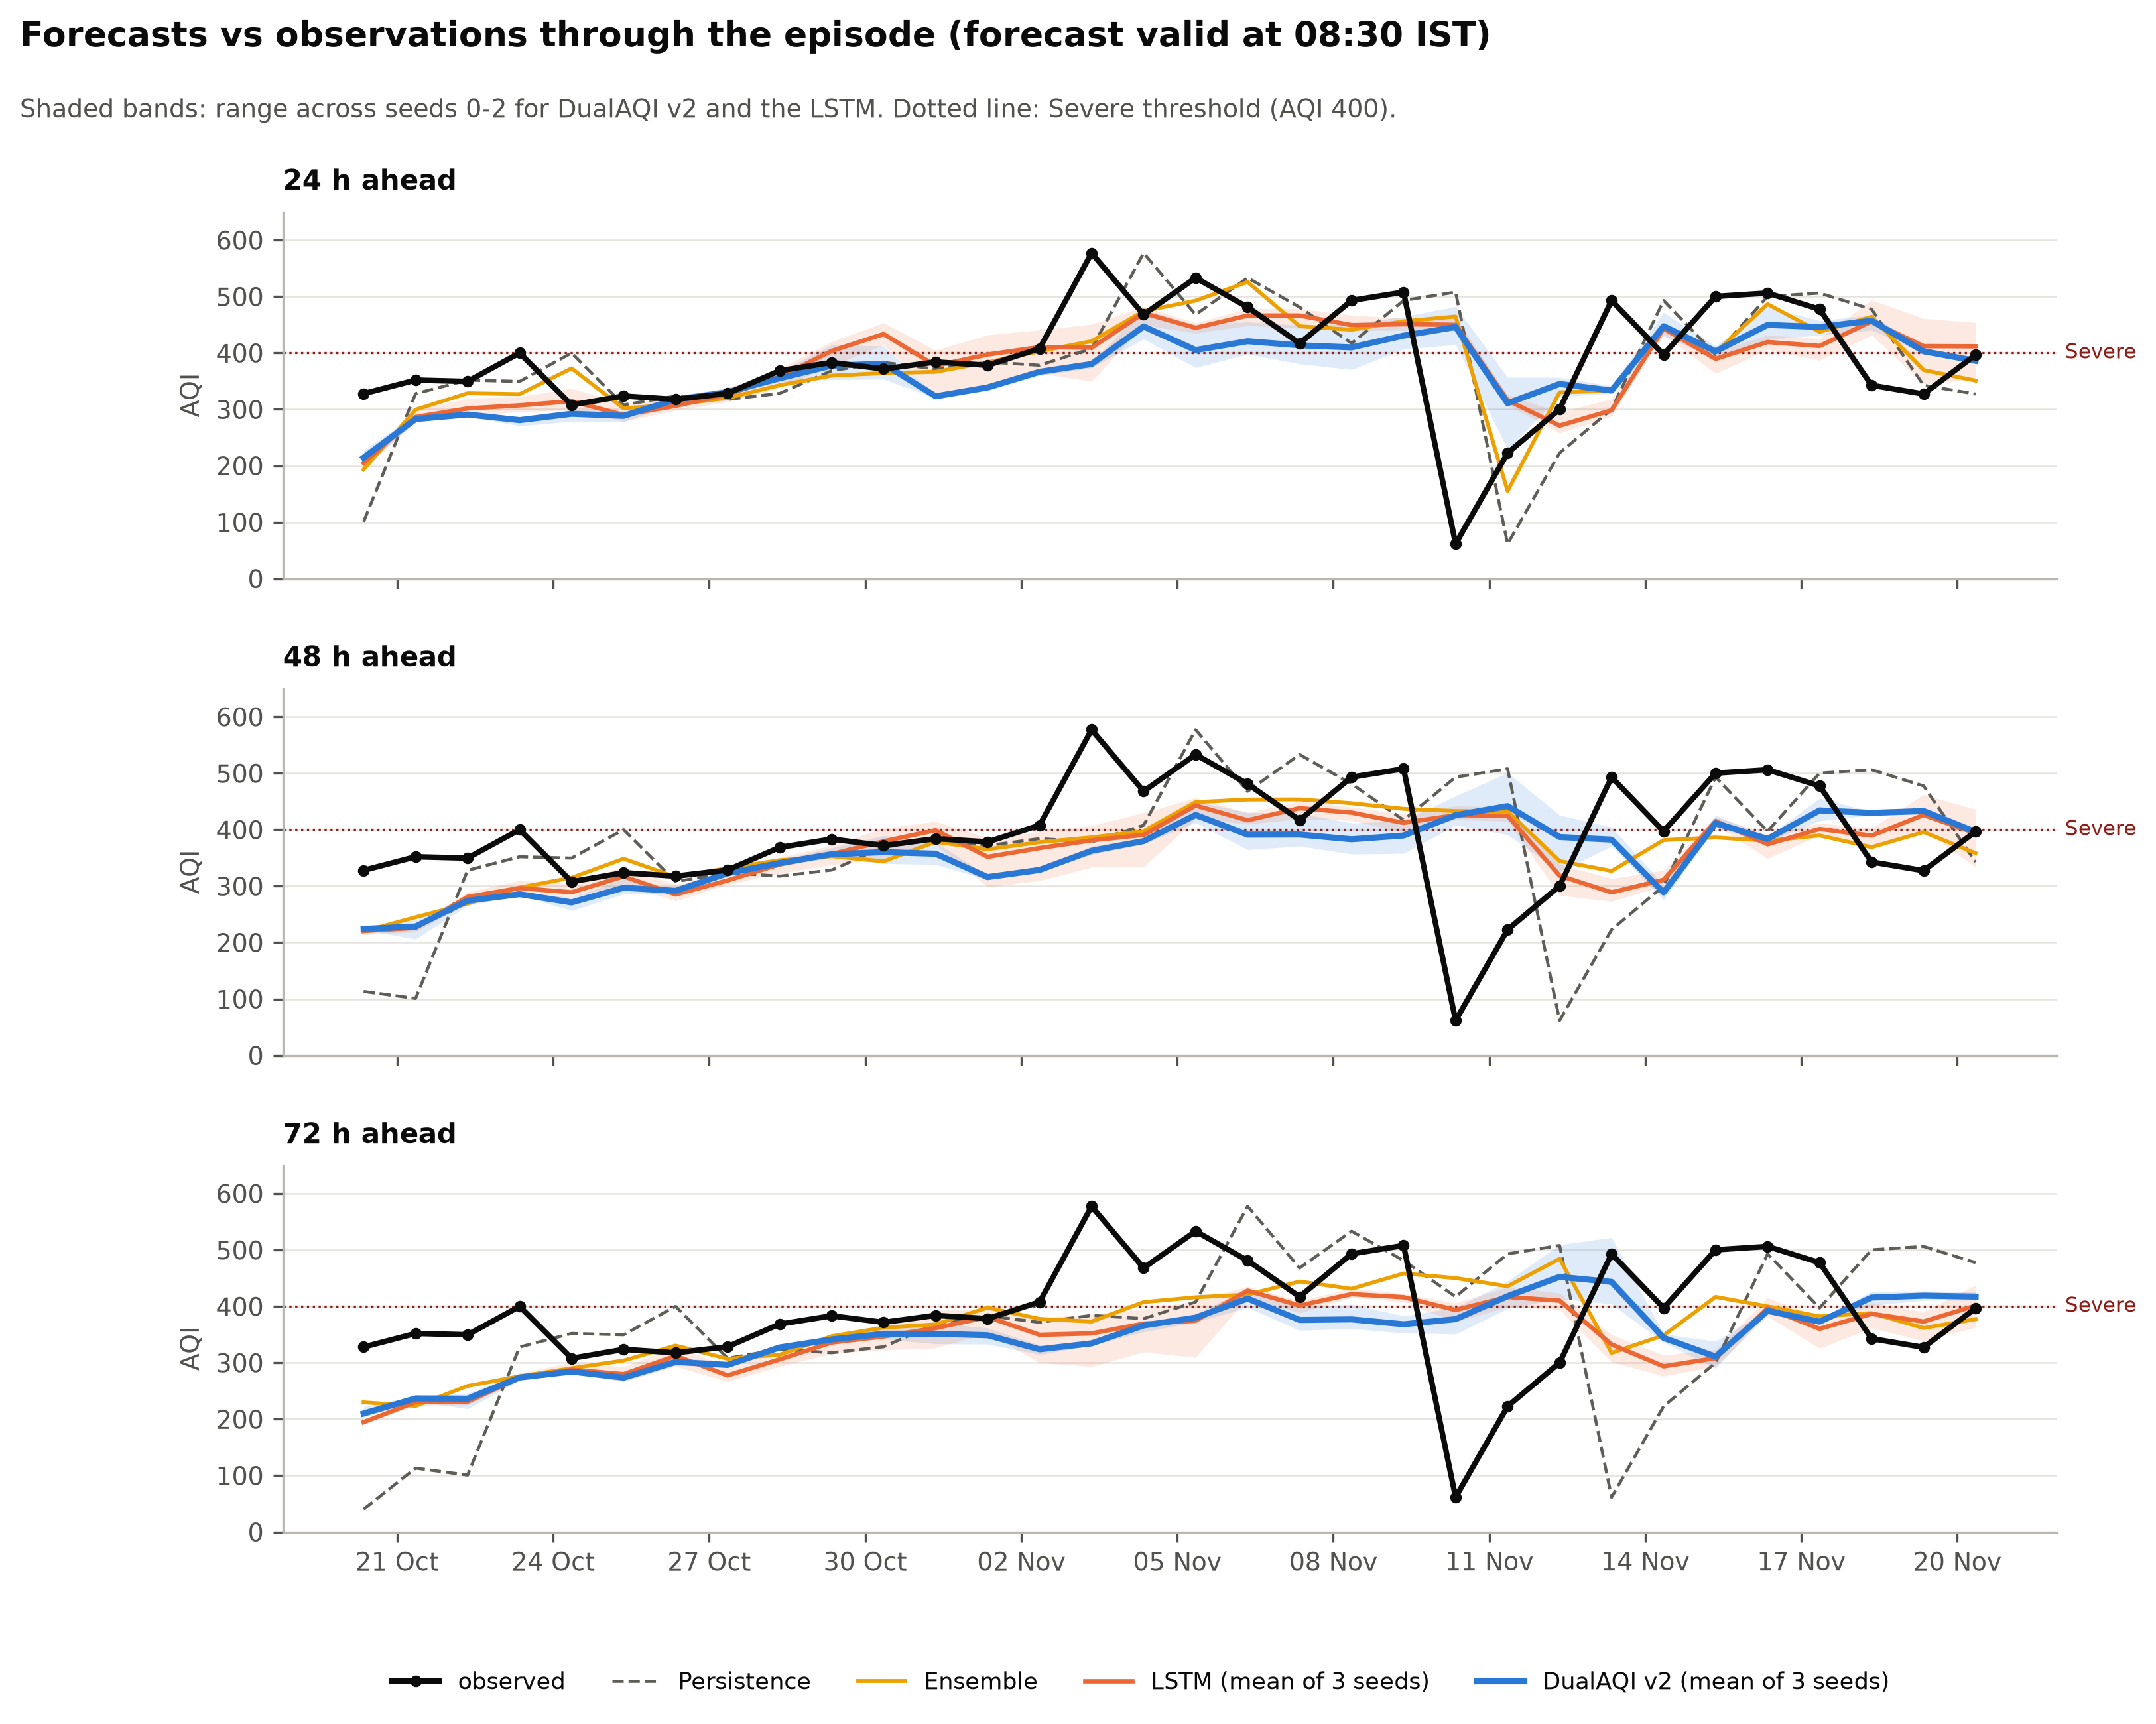 Forecasts vs observations through the episode (forecast valid at 08:30 IST)
Shaded bands: range across seeds 0-2 for DualAQI v2 and the LSTM. Dotted line: Severe threshold (AQI 400).
24 h ahead
600
500
400
300
200
100
0
AQI
Severe
48 h ahead
600
500
400
300
200
100
0
AQI
Severe
72 h ahead
600
500
400
300
200
100
0
AQI
Severe
21 Oct 24 Oct 27 Oct 30 Oct 02 Nov 05 Nov 08 Nov 11 Nov 14 Nov 17 Nov 20 Nov
observed Persistence Ensemble LSTM (mean of 3 seeds) DualAQI v2 (mean of 3 seeds)